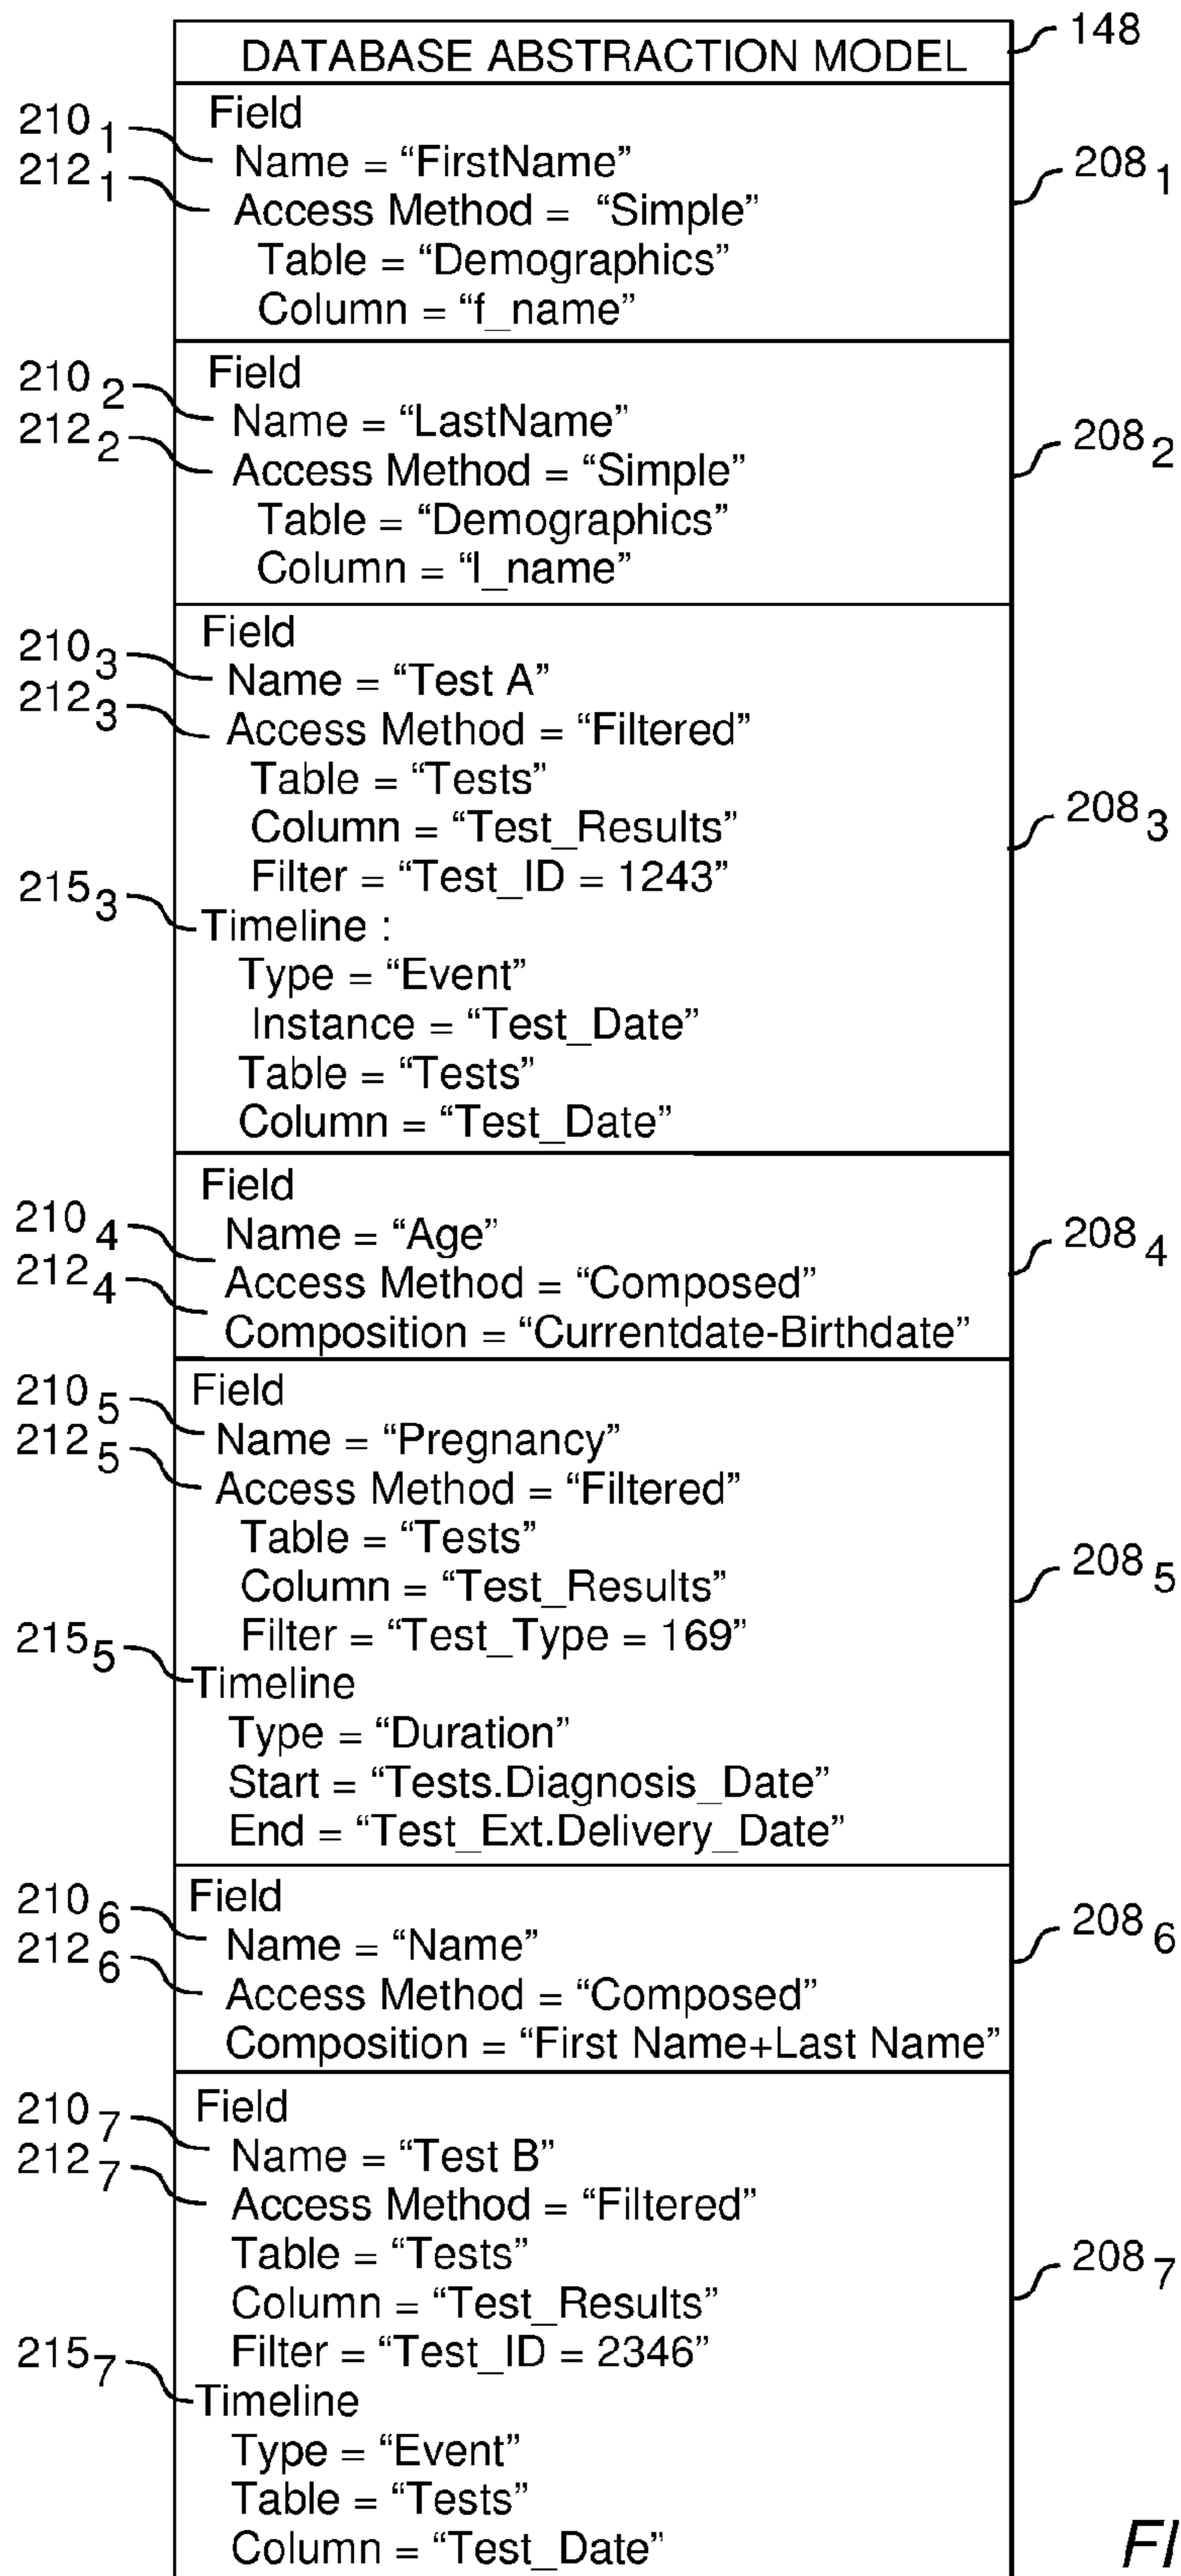 DATABASE ABSTRACTION MODEL 148
Field
210 1 Name = “FirstName” 208 1
212 1 Access Method = “Simple”
Table = “Demographics”
Column = “f_name”
Field
210 2 Name = “LastName”
212 2 Access Method = “Simple” 208 2
Table = “Demographics”
Column = “l_name”
Field
210 3 Name = “Test A”
212 3 Access Method = “Filtered”
Table = “Tests”
Column = “Test_Results” 208 3
Filter = “Test_ID = 1243”
215 3 Timeline :
Type = “Event”
Instance = “Test_Date”
Table = “Tests”
Column = “Test_Date”
Field
210 4 Name = “Age” 208 4
212 4 Access Method = “Composed”
Composition = “Currentdate-Birthdate”
Field
210 5 Name = “Pregnancy”
212 5 Access Method = “Filtered”
Table = “Tests”
Column = “Test_Results” 208 5
Filter = “Test_Type = 169”
215 5 Timeline
Type = “Duration”
Start = “Tests.Diagnosis_Date”
End = “Test_Ext.Delivery_Date”
Field
210 6 Name = “Name” 208 6
212 6 Access Method = “Composed”
Composition = “First Name+Last Name”
Field
210 7 Name = “Test B”
212 7 Access Method = “Filtered”
Table = “Tests” 208 7
Column = “Test_Results”
Filter = “Test_ID = 2346”
215 7 Timeline
Type = “Event”
Table = “Tests”
Column = “Test_Date” FI